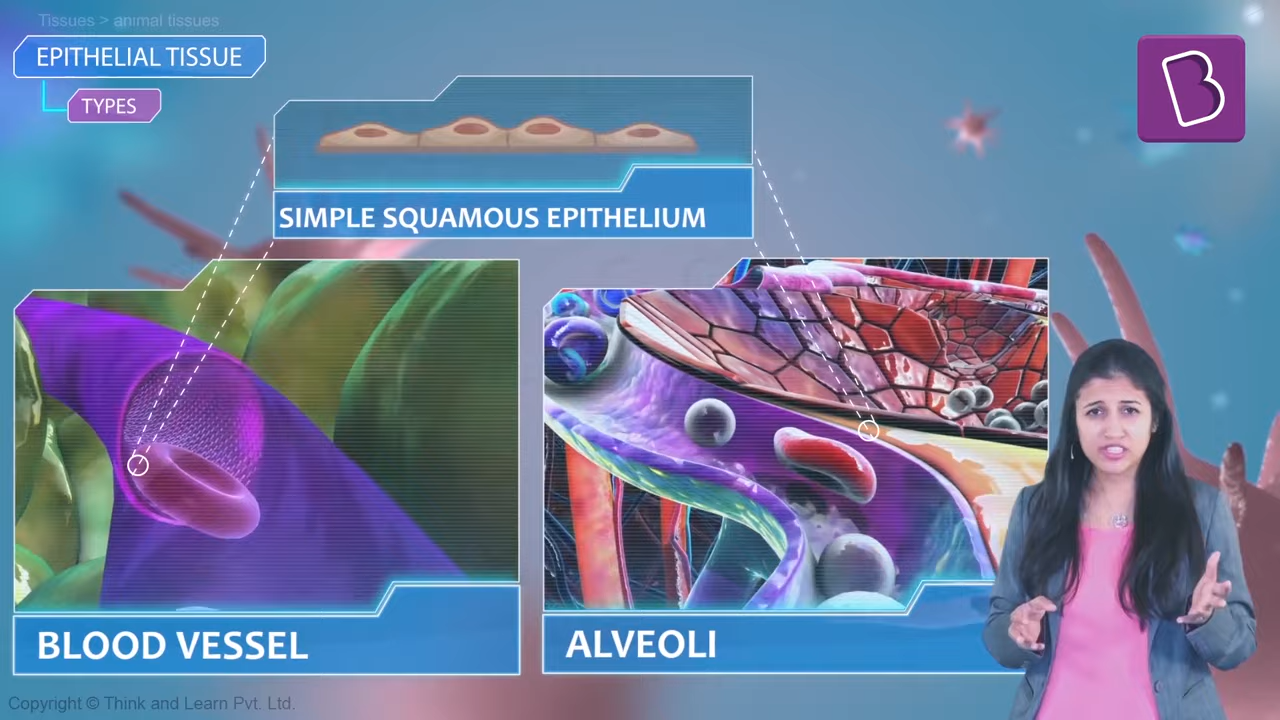 Tissues > animal tissues
EPITHELIAL TISSUE
TYPES
B
SIMPLE SQUAMOUS EPITHELIUM
BLOOD VESSEL
ALVEOLI
Copyright © Think and Learn Pvt. Ltd.